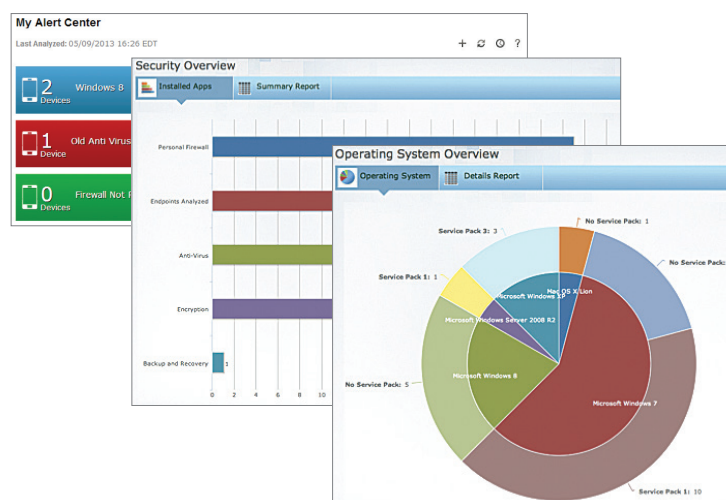 My Alert Center
Last Analyzed: 05/09/2013 16:26 EDT
+ ?
2 Devices Windows 8
1 Device Old Anti Virus
0 Devices Firewall Not
Security Overview
Installed Apps Summary Report
Personal Firewall
Endpoints Analyzed
Anti-Virus
Encryption
Backup and Recovery 1
0 2 4 6 8 10
Operating System Overview
Operating System Details Report
No Service Pack: 1
Service Pack 3: 3
No Service Pack:
Service Pack 1: 1
Mac OS X Lion
Microsoft Windows XP
Microsoft Windows Server 2008 R2
Microsoft Windows 8
No Service Pack: 5
Microsoft Windows 7
Service Pack 1: 10